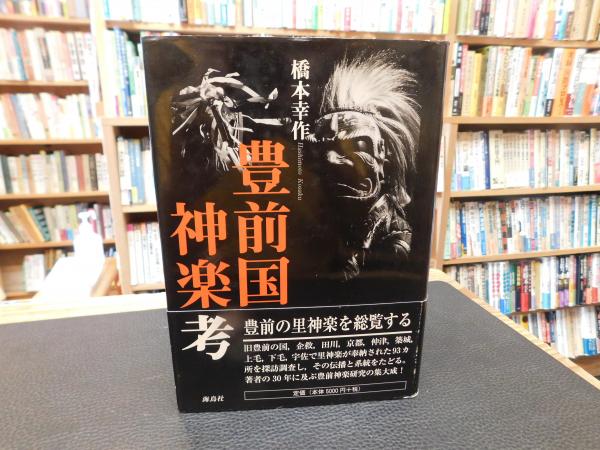 橋本幸作
Hashimoto Kosaku
豊前国
神楽考
豊前の里神楽を総覧する
旧豊前の国、企救、田川、京都、仲津、築城、
上毛、下毛、宇佐で里神楽が奉納された93カ
所を探訪調査し、その伝播と系統をたどる。
著者の30年に及ぶ豊前神楽研究の集大成！
定価（本体5000円+税）
海鳥社